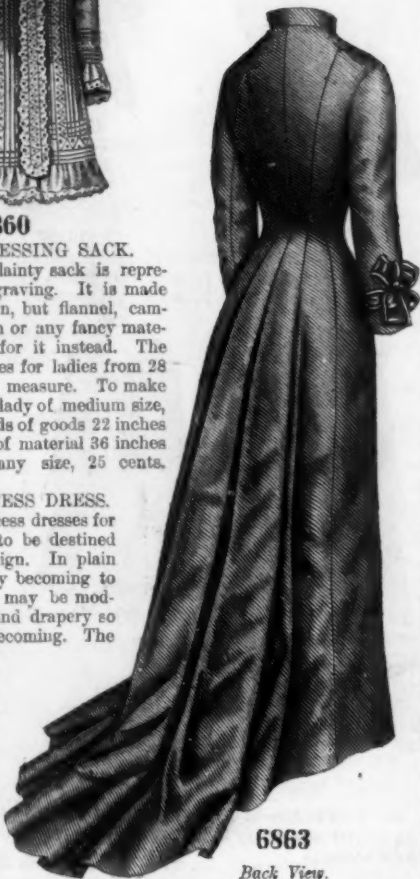 360
ESSING SACK.
dainty sack is repre-
graving. It is made
n, but flannel, cam-
n or any fancy mate-
for it instead. The
es for ladies from 28
measure. To make
lady of medium size,
ds of goods 22 inches
of material 36 inches
any size, 25 cents.
ESS DRESS.
cess dresses for
to be destined
ign. In plain
y becoming to
may be mod-
and drapery so
ecoming. The
6863
Back View.